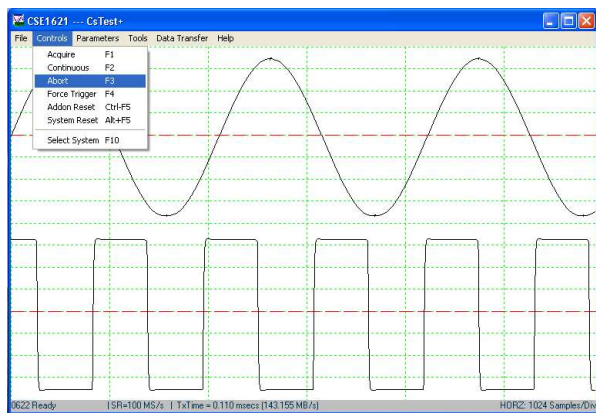 CSE1621 --- CsTest+
File Controls Parameters Tools Data Transfer Help
Acquire F1
Continuous F2
Abort F3
Force Trigger F4
Addon Reset Ctrl-F5
System Reset Alt+F5
Select System F10
0622 Ready | SR=100 MS/s | TxTime = 0.110 msecs (143.155 MB/s) HORZ: 1024 Samples/Div